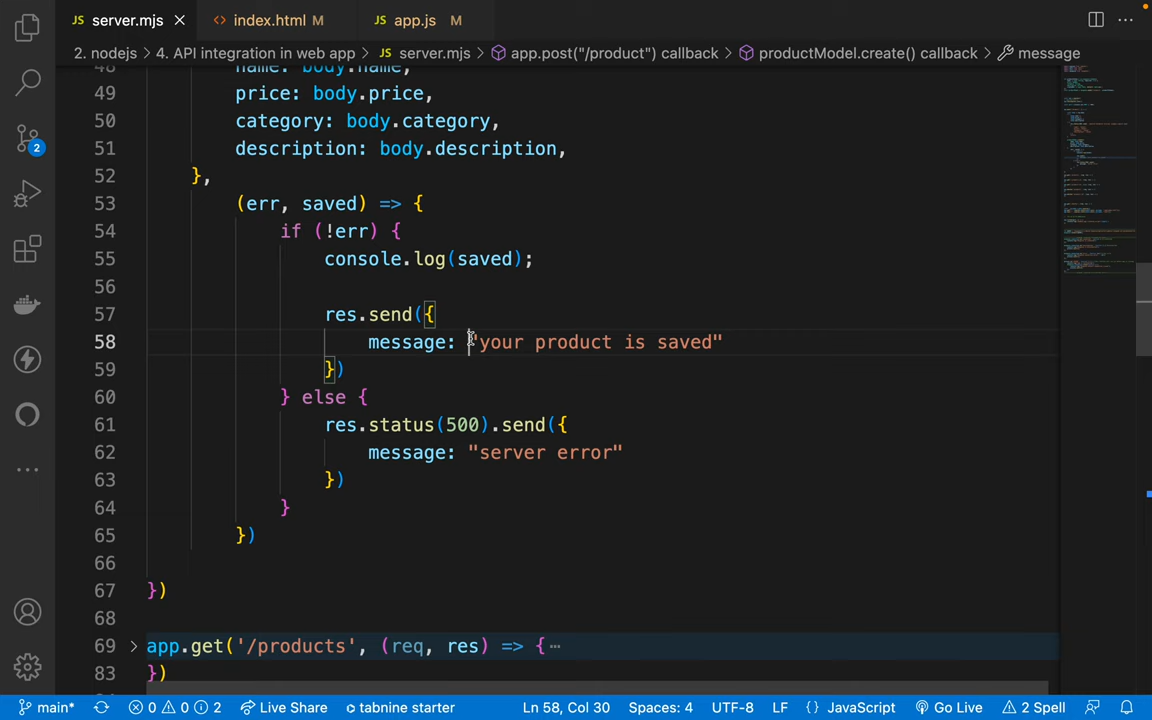 JS server.mjs
<> index.html M
JS app.js M
2. nodejs > 4. API integration in web app > JS server.mjs > app.post("/product") callback > productModel.create() callback > message
48 name: body.name,
49 price: body.price,
50 category: body.category,
51 description: body.description,
52 },
53 (err, saved) => {
54 if (!err) {
55 console.log(saved);
56
57 res.send({
58 message: "your product is saved"
59 })
60 } else {
61 res.status(500).send({
62 message: "server error"
63 })
64 }
65 })
66
67 })
68
69 app.get('/products', (req, res) => {
83 })
2
main* 0 0 2 Live Share tabnine starter Ln 58, Col 30 Spaces: 4 UTF-8 LF {} JavaScript Go Live 2 Spell